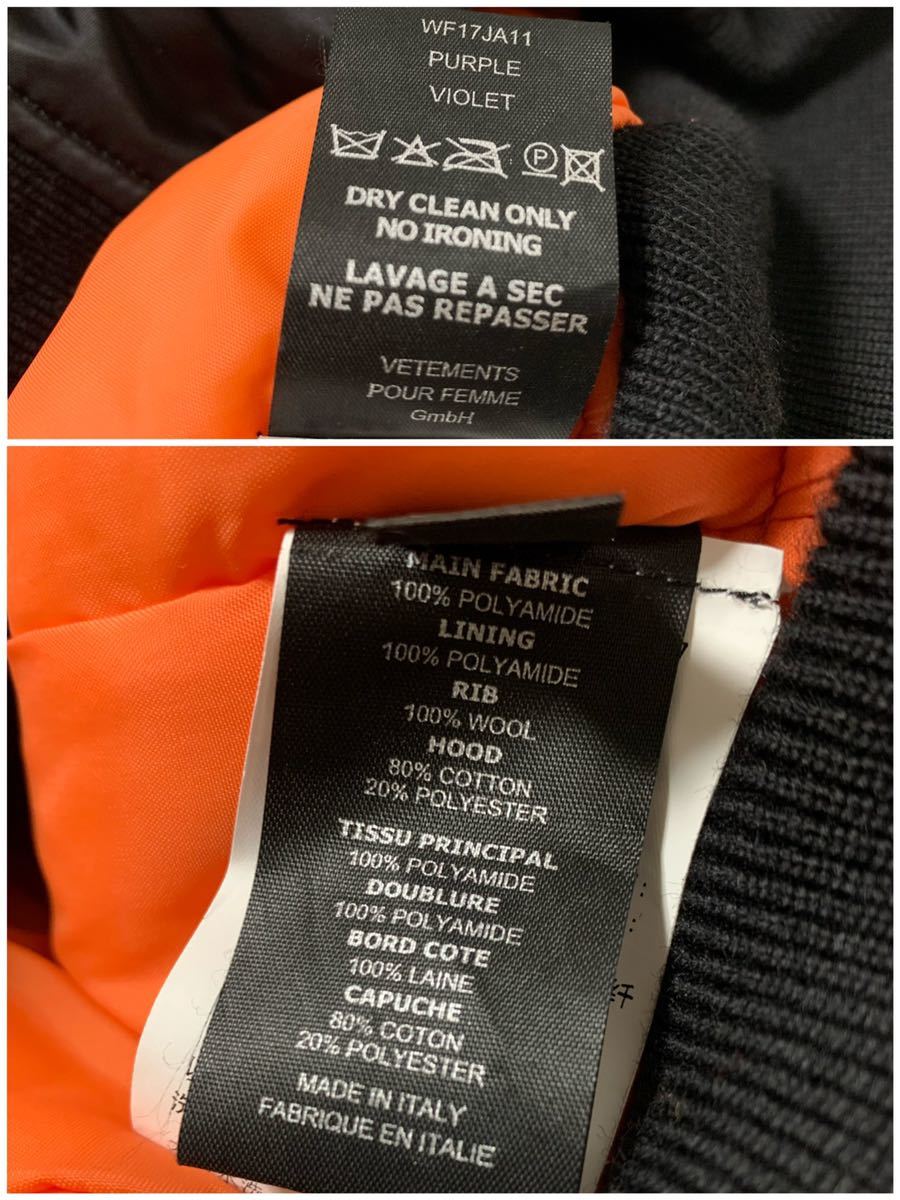 WF17JA11
PURPLE
VIOLET
P
DRY CLEAN ONLY
NO IRONING
LAVAGE A SEC
NE PAS REPASSER
VETEMENTS
POUR FEMME
GmbH
MAIN FABRIC
100% POLYAMIDE
LINING
100% POLYAMIDE
RIB
100% WOOL
HOOD
80% COTTON
20% POLYESTER
TISSU PRINCIPAL
100% POLYAMIDE
DOUBLURE
100% POLYAMIDE
BORD COTE
100% LAINE
CAPUCHE
80% COTON
20% POLYESTER
MADE IN ITALY
FABRIQUE EN ITALIE
纤